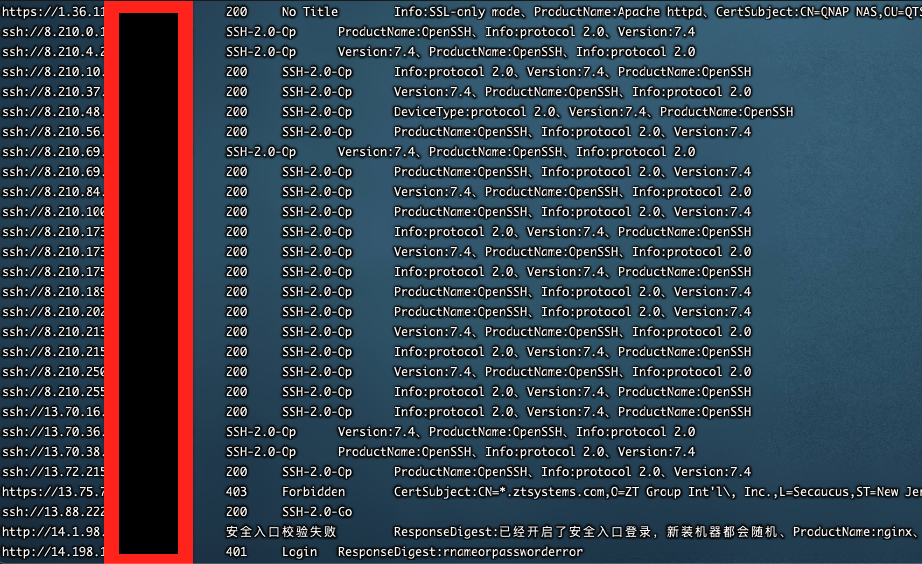 https://1.36.11 200 No Title Info:SSL-only mode、ProductName:Apache httpd、CertSubject:CN=QNAP NAS,OU=QTS
ssh://8.210.0.1 SSH-2.0-Op ProductName:OpenSSH、Info:protocol 2.0、Version:7.4
ssh://8.210.4.2 SSH-2.0-Op Version:7.4、ProductName:OpenSSH、Info:protocol 2.0
ssh://8.210.10. 200 SSH-2.0-Op Info:protocol 2.0、Version:7.4、ProductName:OpenSSH
ssh://8.210.37. 200 SSH-2.0-Op Version:7.4、ProductName:OpenSSH、Info:protocol 2.0
ssh://8.210.48. 200 SSH-2.0-Op DeviceType:protocol 2.0、Version:7.4、ProductName:OpenSSH
ssh://8.210.56. 200 SSH-2.0-Op ProductName:OpenSSH、Info:protocol 2.0、Version:7.4
ssh://8.210.69. SSH-2.0-Op Version:7.4、ProductName:OpenSSH、Info:protocol 2.0
ssh://8.210.69. 200 SSH-2.0-Op ProductName:OpenSSH、Info:protocol 2.0、Version:7.4
ssh://8.210.84. 200 SSH-2.0-Op Version:7.4、ProductName:OpenSSH、Info:protocol 2.0
ssh://8.210.100 200 SSH-2.0-Op ProductName:OpenSSH、Info:protocol 2.0、Version:7.4
ssh://8.210.173 200 SSH-2.0-Op Info:protocol 2.0、Version:7.4、ProductName:OpenSSH
ssh://8.210.173 200 SSH-2.0-Op Version:7.4、ProductName:OpenSSH、Info:protocol 2.0
ssh://8.210.175 200 SSH-2.0-Op Info:protocol 2.0、Version:7.4、ProductName:OpenSSH
ssh://8.210.189 200 SSH-2.0-Op ProductName:OpenSSH、Info:protocol 2.0、Version:7.4
ssh://8.210.202 200 SSH-2.0-Op ProductName:OpenSSH、Info:protocol 2.0、Version:7.4
ssh://8.210.213 200 SSH-2.0-Op Version:7.4、ProductName:OpenSSH、Info:protocol 2.0
ssh://8.210.215 200 SSH-2.0-Op Info:protocol 2.0、Version:7.4、ProductName:OpenSSH
ssh://8.210.250 200 SSH-2.0-Op Version:7.4、ProductName:OpenSSH、Info:protocol 2.0
ssh://8.210.255 200 SSH-2.0-Op Info:protocol 2.0、Version:7.4、ProductName:OpenSSH
ssh://13.70.16. 200 SSH-2.0-Op Info:protocol 2.0、Version:7.4、ProductName:OpenSSH
ssh://13.70.36. SSH-2.0-Op Version:7.4、ProductName:OpenSSH、Info:protocol 2.0
ssh://13.70.38. SSH-2.0-Op ProductName:OpenSSH、Info:protocol 2.0、Version:7.4
ssh://13.72.215 200 SSH-2.0-Op ProductName:OpenSSH、Info:protocol 2.0、Version:7.4
https://13.75.7 403 Forbidden CertSubject:CN=*.ztsystems.com,O=ZT Group Int'l\, Inc.,L=Secaucus,ST=New Jer
ssh://13.88.222 200 SSH-2.0-Go
http://14.1.98. 安全入口校验失败 ResponseDigest:已经开启了安全入口登录，新装机器都会随机、ProductName:nginx、
http://14.198.1 401 Login ResponseDigest:rnameorpassworderror